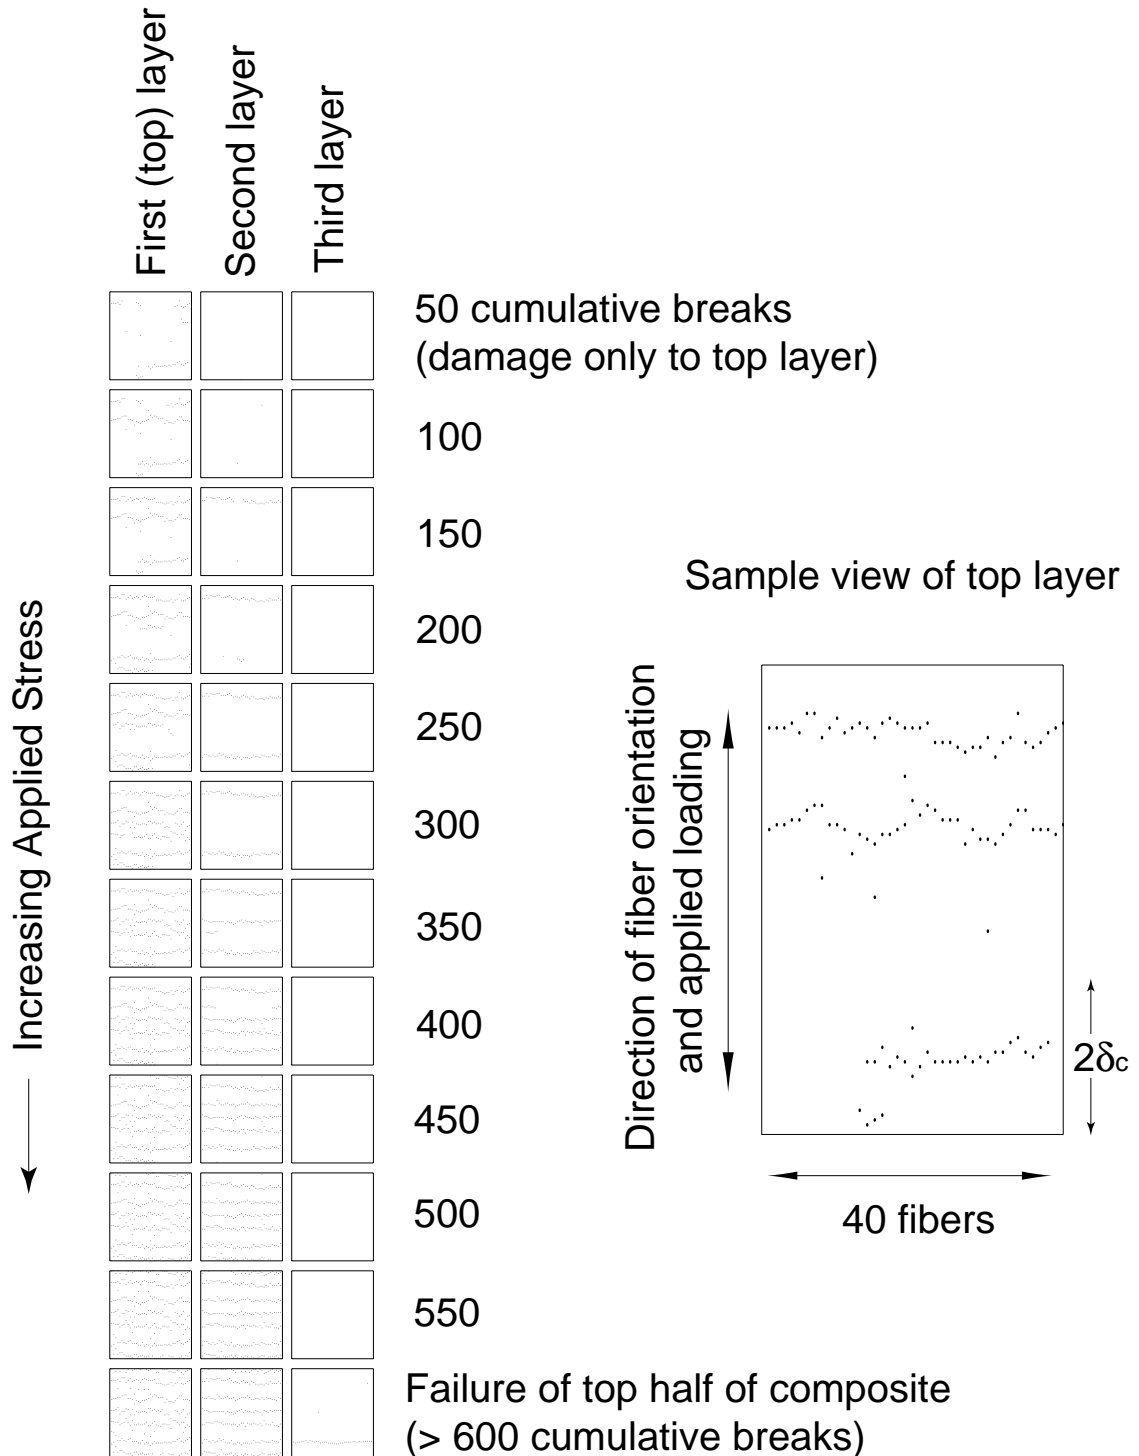 First (top) layer
Second layer
Third layer
50 cumulative breaks
(damage only to top layer)
100
150
200
250
300
350
400
450
500
550
Failure of top half of composite
(> 600 cumulative breaks)
Increasing Applied Stress
Sample view of top layer
Direction of fiber orientation
and applied loading
2δc
40 fibers